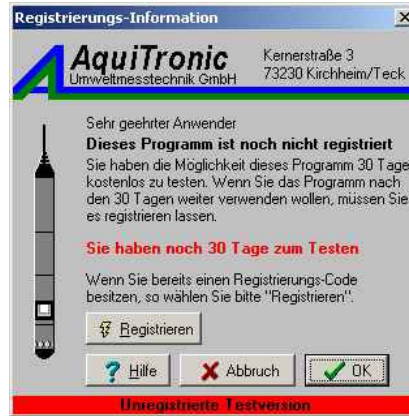 Registrierungs-Information
AquiTronic
Umweltmesstechnik GmbH
Kernerstraße 3
73230 Kirchheim/Teck
Sehr geehrter Anwender
Dieses Programm ist noch nicht registriert
Sie haben die Möglichkeit dieses Programm 30 Tage
kostenlos zu testen. Wenn Sie das Programm nach
den 30 Tagen weiter verwenden wollen, müssen Sie
es registrieren lassen.
Sie haben noch 30 Tage zum Testen
Wenn Sie bereits einen Registrierungs-Code
besitzen, so wählen Sie bitte "Registrieren".
Registrieren
Hilfe
Abbruch
OK
Unregistrierte Testversion